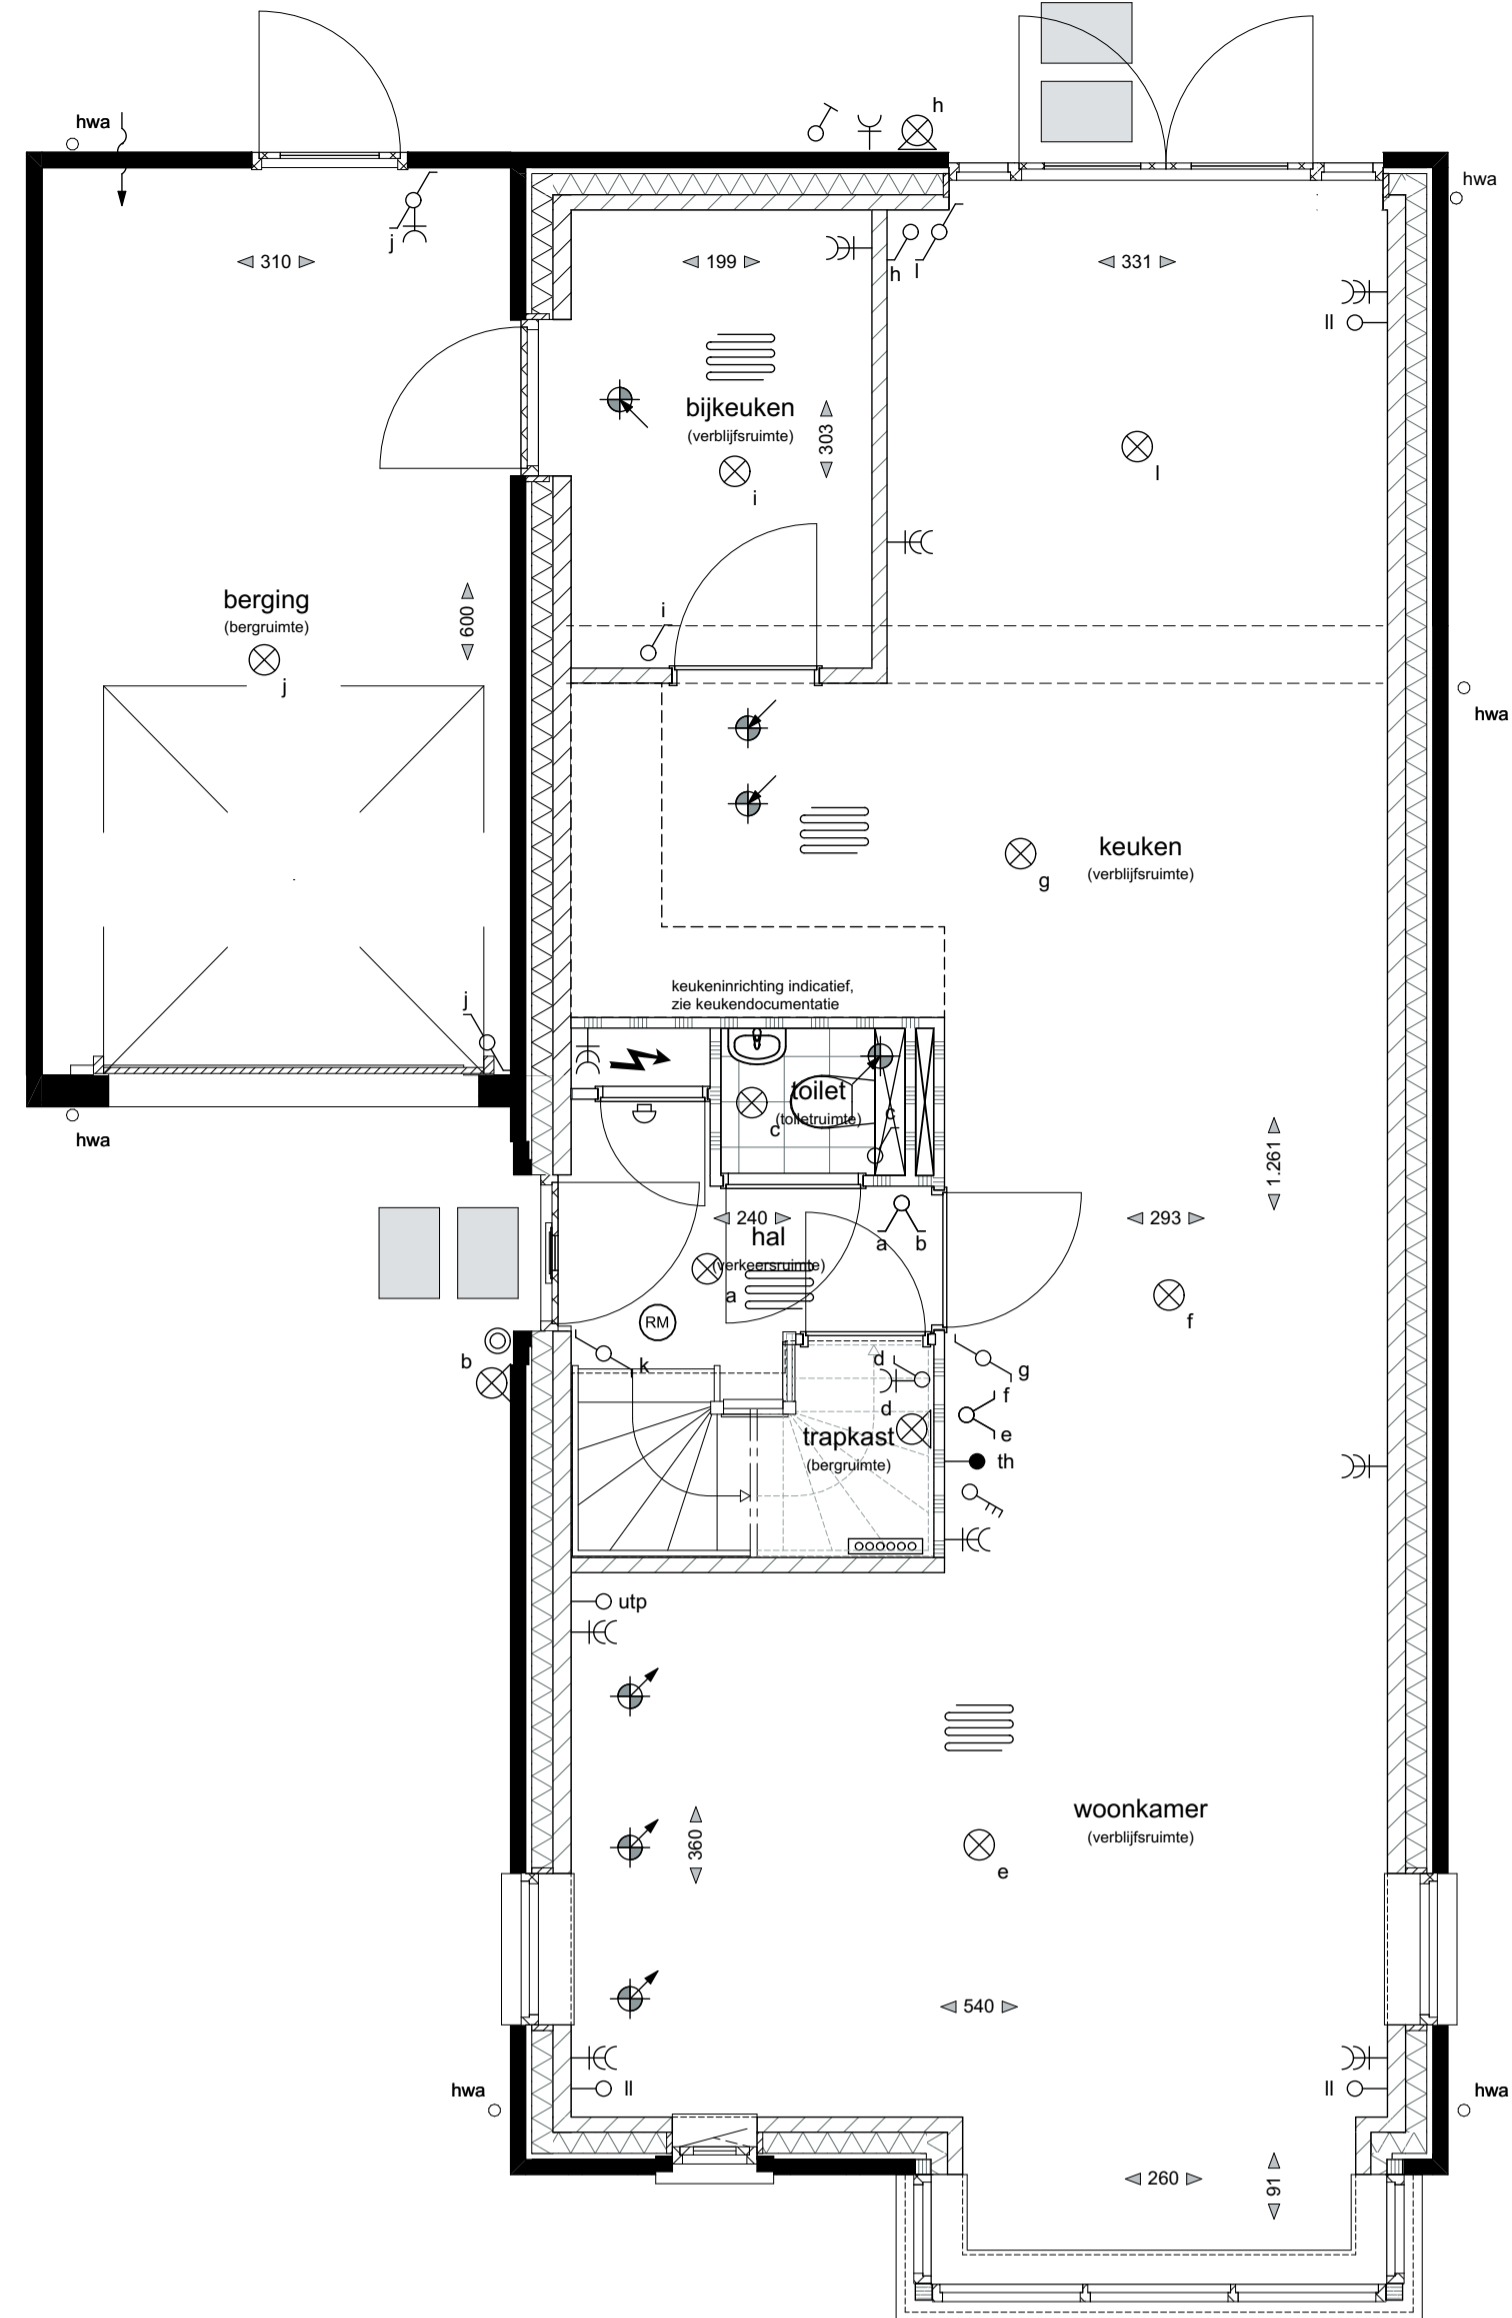 h
hwa
hwa
j
310
199
h
l
331
ll
bijkeuken
(verblijfsruimte)
303
i
l
berging
(bergruimte)
600
j
i
hwa
keuken
(verblijfsruimte)
g
keukeninrichting indicatief,
zie keukendocumentatie
j
toilet
(toiletruimte)
c
c
hwa
1.261
240
hal
(verkeersruimte)
a
a
b
293
f
RM
k
b
d
g
d
f
e
trapkast
(bergruimte)
th
utp
woonkamer
(verblijfsruimte)
360
e
540
hwa
ll
ll
hwa
260
91